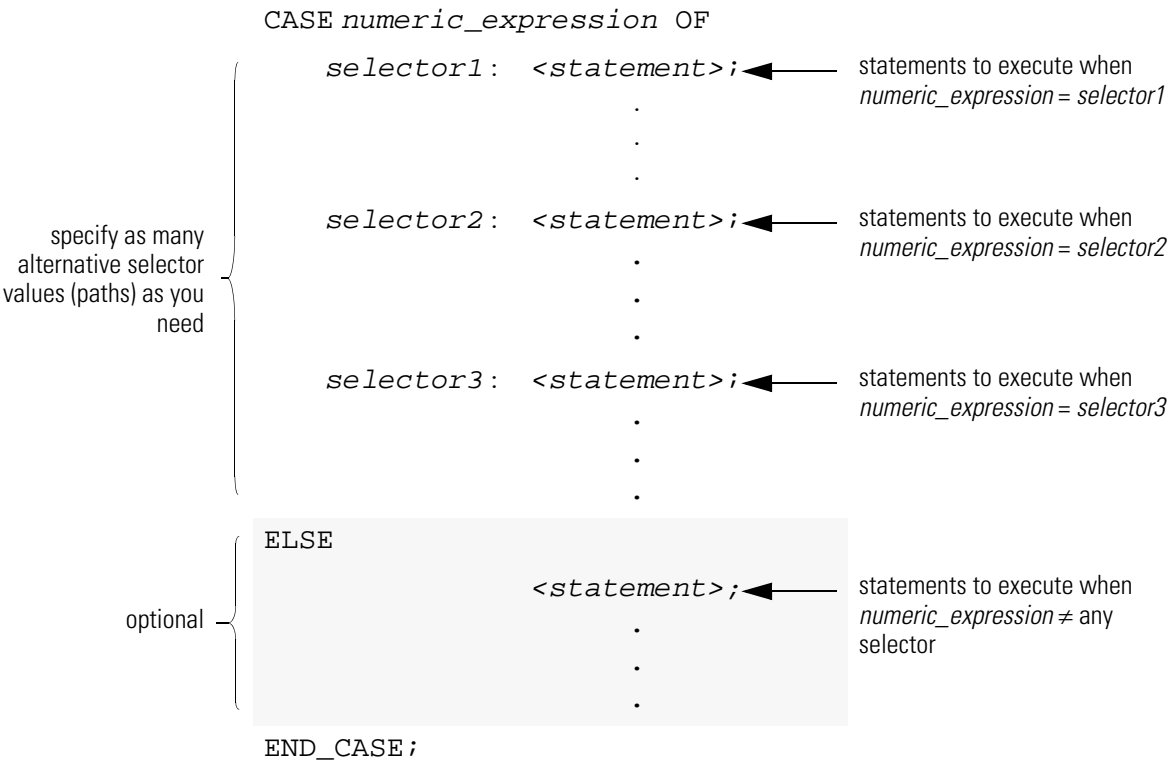 CASE numeric_expression OF
selector1: <statement>;
statements to execute when
numeric_expression = selector1
.
.
.
specify as many
alternative selector
values (paths) as you
need
selector2: <statement>;
statements to execute when
numeric_expression = selector2
.
.
.
selector3: <statement>;
statements to execute when
numeric_expression = selector3
.
.
.
optional
ELSE
<statement>;
statements to execute when
numeric_expression ≠ any
selector
.
.
.
END_CASE;